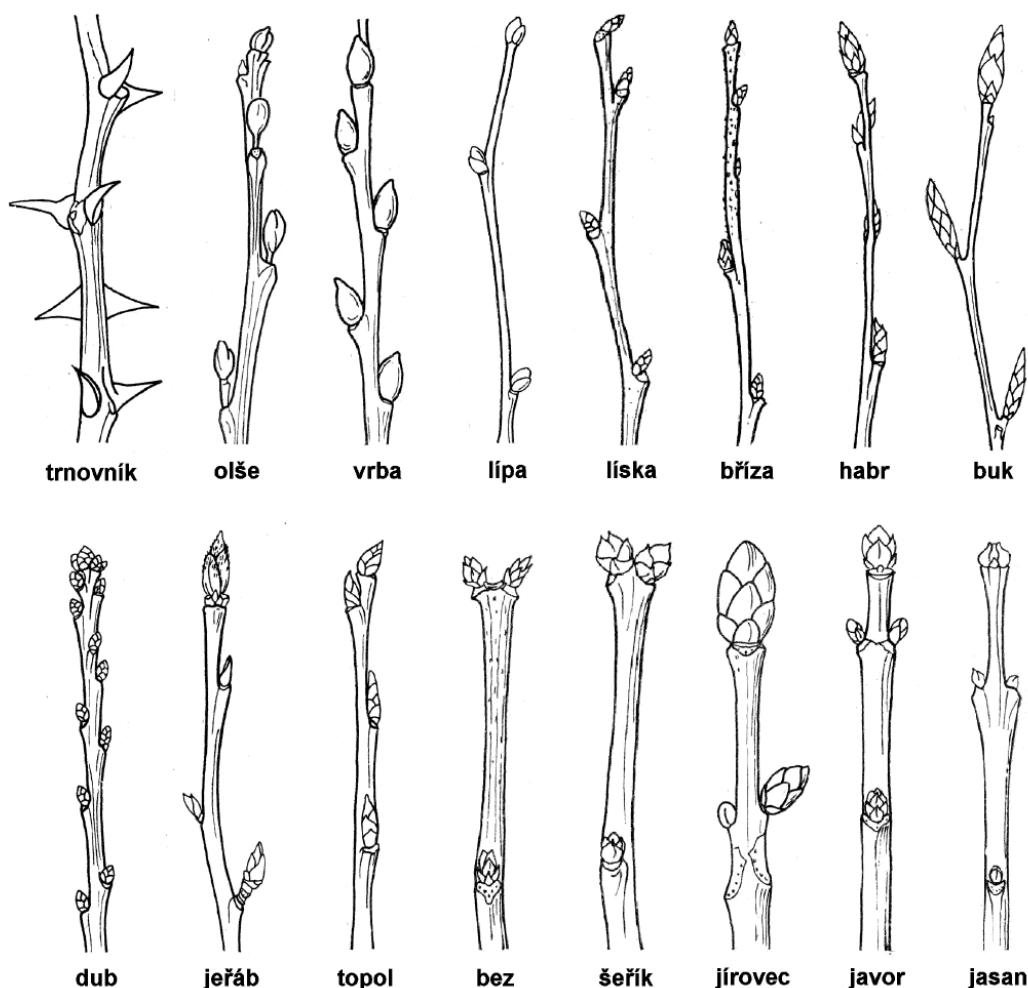 trnovník olše vrba lípa líska bříza habr buk
dub jeřáb topol bez šeřík jírovec javor jasan